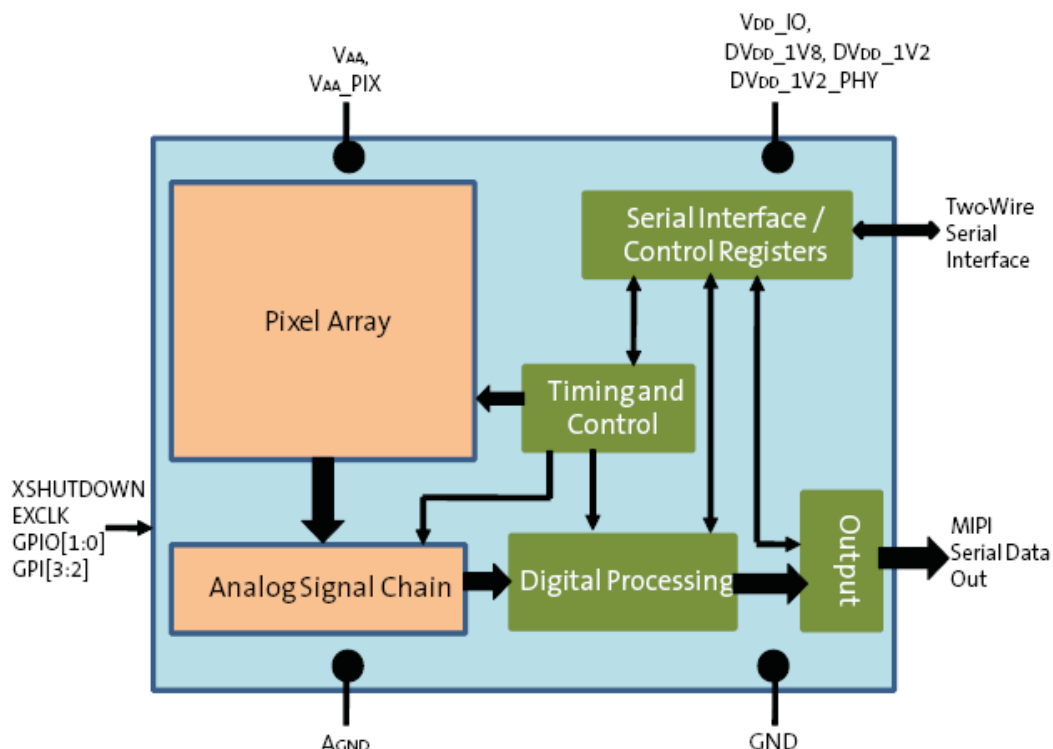 VAA,
VAA_PIX
VDD_IO,
DVDD_1V8, DVDD_1V2
DVDD_1V2_PHY
Serial Interface /
Control Registers
Two-Wire
Serial
Interface
Pixel Array
Timing and
Control
XSHUTDOWN
EXCLK
GPIO[1:0]
GPI[3:2]
Analog Signal Chain
Digital Processing
Output
MIPI
Serial Data
Out
AGND
GND